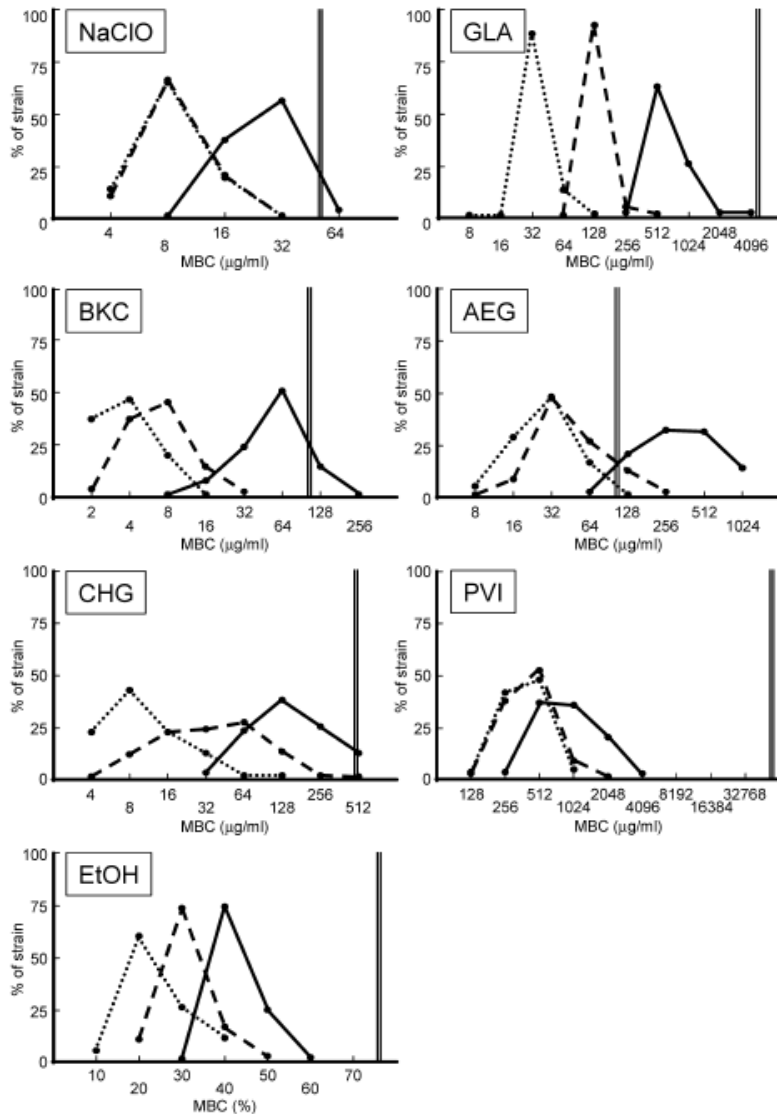 NaClO
100
75
50
25
0
% of strain
4 16 64
8 32
MBC (µg/ml)
GLA
100
75
50
25
0
% of strain
8 32 128 512 2048
16 64 256 1024 4096
MBC (µg/ml)
BKC
100
75
50
25
0
% of strain
2 8 32 128
4 16 64 256
MBC (µg/ml)
AEG
100
75
50
25
0
% of strain
8 32 128 512
16 64 256 1024
MBC (µg/ml)
CHG
100
75
50
25
0
% of strain
4 16 64 256
8 32 128 512
MBC (µg/ml)
PVI
100
75
50
25
0
% of strain
128 512 2048 8192 32768
256 1024 4096 16384
MBC (µg/ml)
EtOH
100
75
50
25
0
% of strain
10 30 50 70
20 40 60
MBC (%)